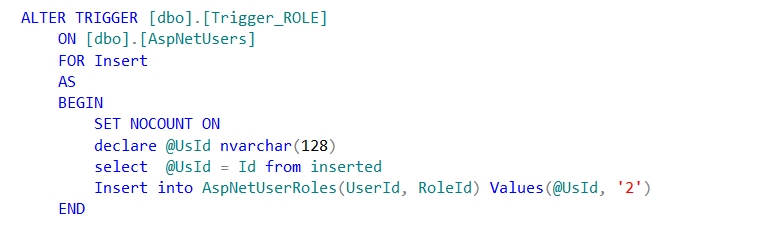 ALTER TRIGGER [dbo].[Trigger_ROLE]
ON [dbo].[AspNetUsers]
FOR Insert
AS
BEGIN
SET NOCOUNT ON
declare @UsId nvarchar(128)
select  @UsId = Id from inserted
Insert into AspNetUserRoles(UserId, RoleId) Values(@UsId, '2')
END